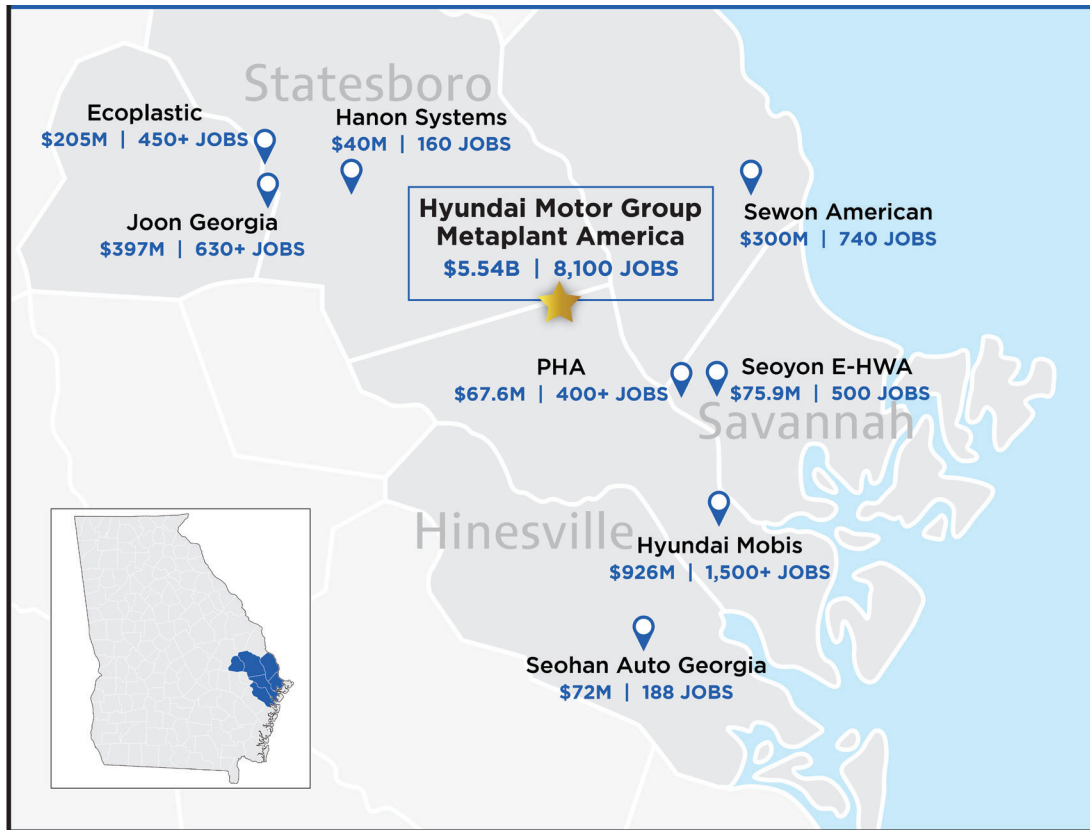 Statesboro
Ecoplastic
$205M | 450+ JOBS
Hanon Systems
$40M | 160 JOBS
Joon Georgia
$397M | 630+ JOBS
Hyundai Motor Group
Metaplant America
$5.54B | 8,100 JOBS
Sewon American
$300M | 740 JOBS
PHA
$67.6M | 400+ JOBS
Seoyon E-HWA
$75.9M | 500 JOBS
Savannah
Hinesville
Hyundai Mobis
$926M | 1,500+ JOBS
Seohan Auto Georgia
$72M | 188 JOBS